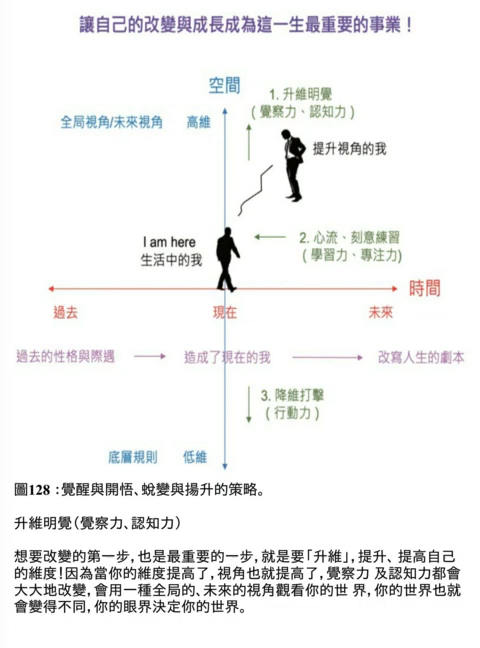 讓自己的改變與成長成為這一生最重要的事業！
空間
1. 升維明覺
（覺察力、認知力）
全局視角/未來視角 高維
提升視角的我
I am here
生活中的我
2. 心流、刻意練習
（學習力、專注力)
時間
過去 現在 未來
過去的性格與際遇 造成了現在的我 改寫人生的劇本
3. 降維打擊
（行動力）
底層規則 低維
圖128 ：覺醒與開悟、蛻變與揚升的策略。
升維明覺（覺察力、認知力）
想要改變的第一步，也是最重要的一步，就是要「升維」，提升、提高自己
的維度！因為當你的維度提高了，視角也就提高了，覺察力 及認知力都會
大大地改變，會用一種全局的、未來的視角觀看你的世 界，你的世界也就
會變得不同，你的眼界決定你的世界。